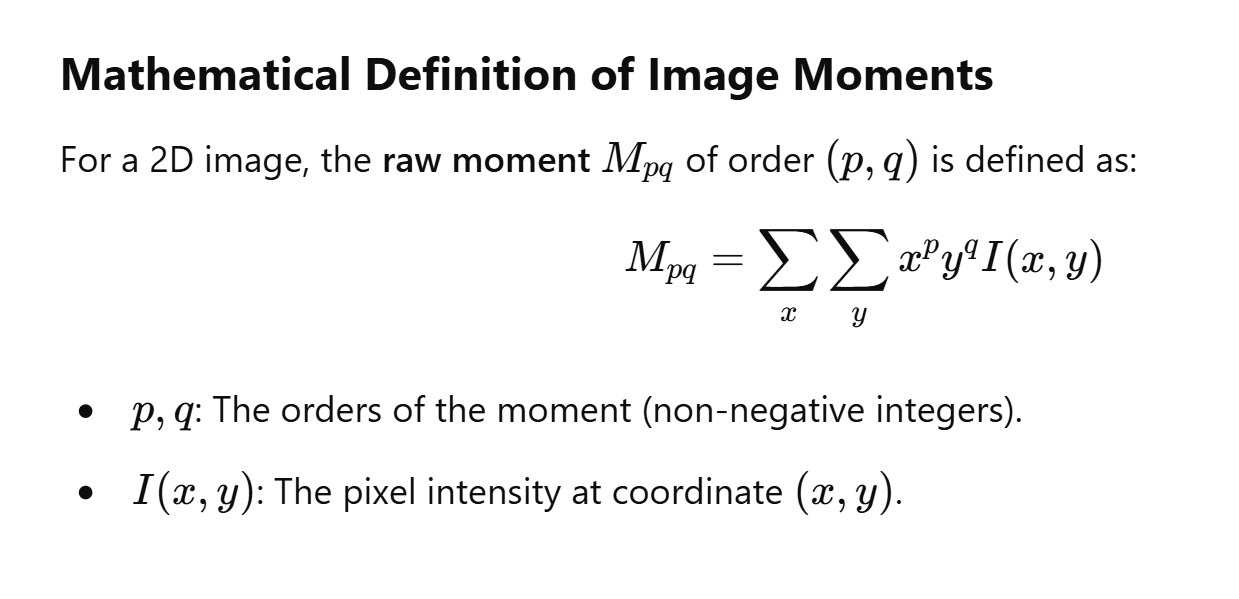 Mathematical Definition of Image Moments
For a 2D image, the raw moment $M_{pq}$ of order $(p, q)$ is defined as:
$M_{pq} = \sum_{x} \sum_{y} x^p y^q I(x, y)$
• $p, q$: The orders of the moment (non-negative integers).
• $I(x, y)$: The pixel intensity at coordinate $(x, y)$.